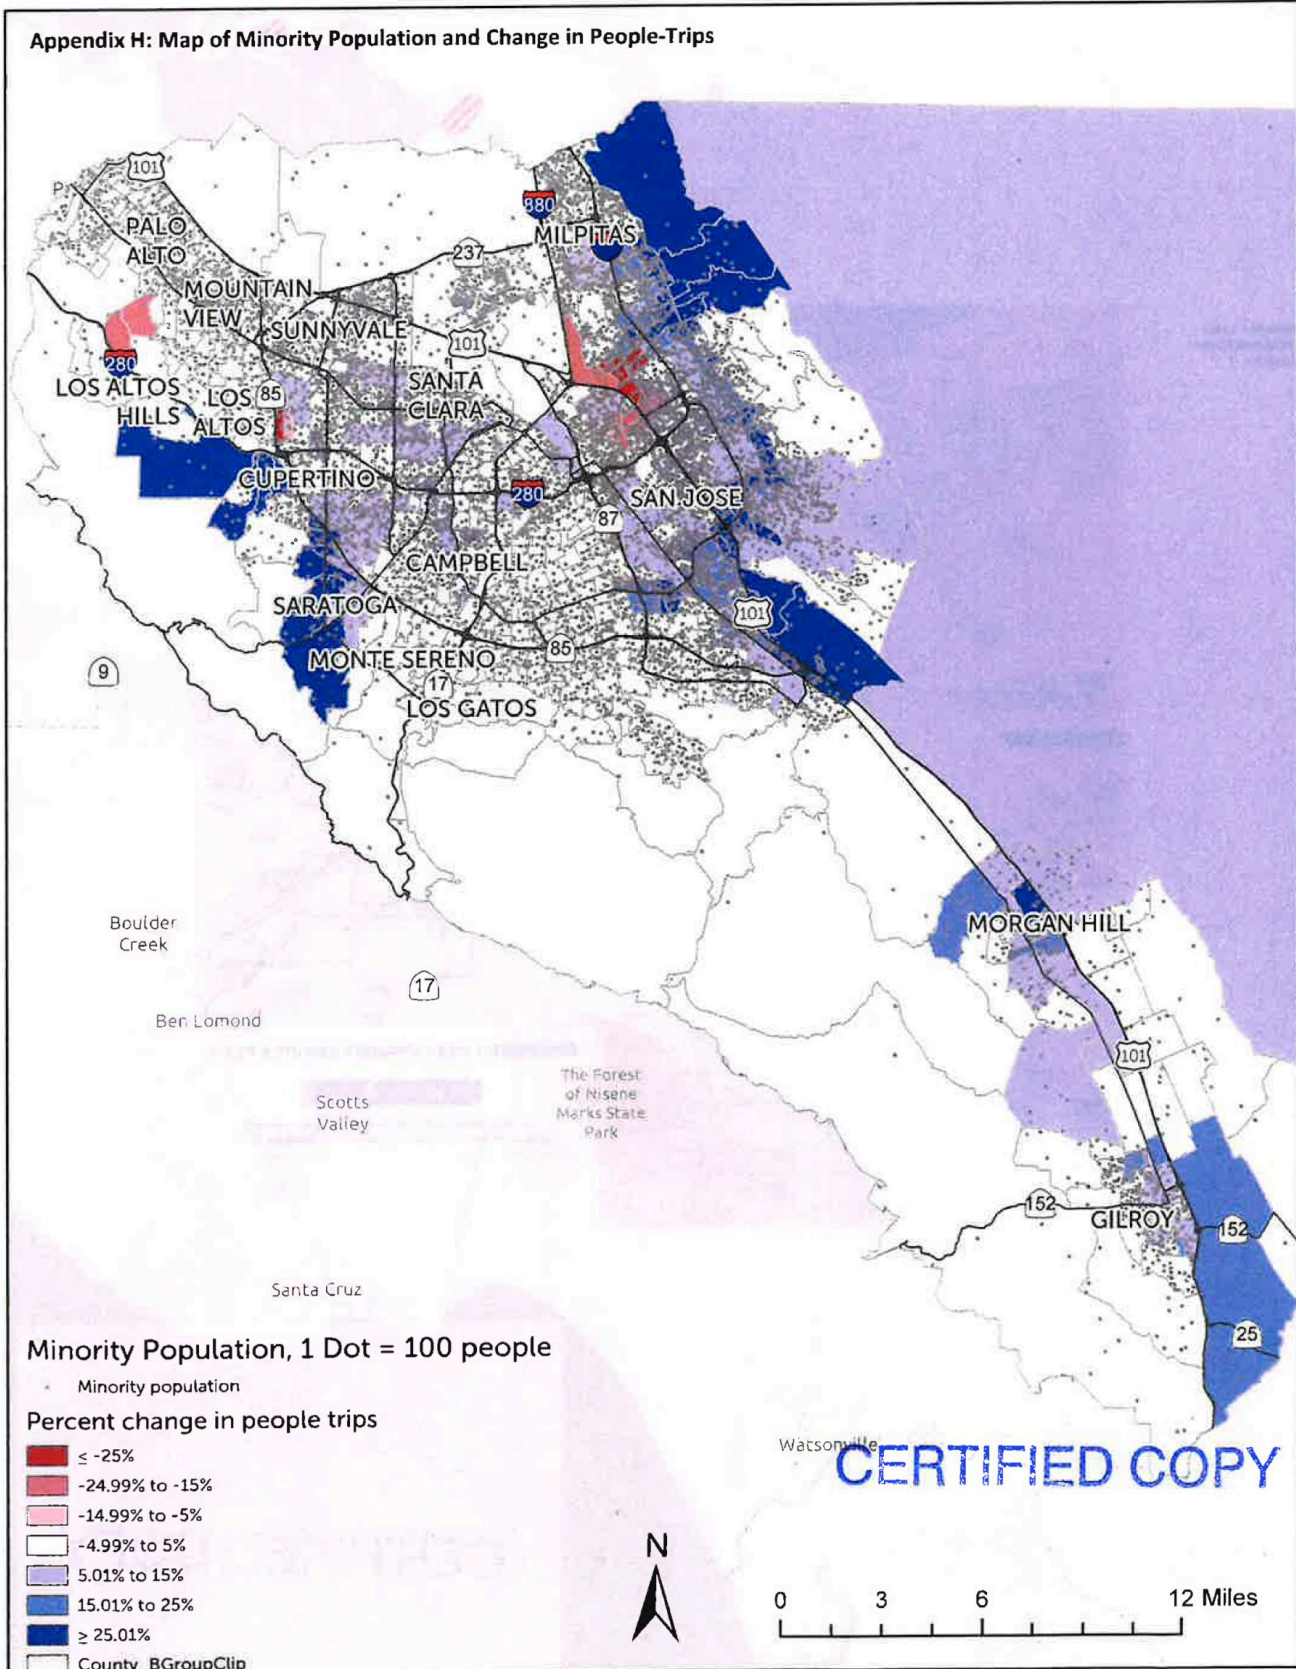 Appendix H: Map of Minority Population and Change in People-Trips
101
P
PALO
ALTO
880
MILPITAS
237
MOUNTAIN
VIEW
SUNNYVALE
101
2
280
LOS ALTOS
HILLS
LOS
ALTOS
85
SANTA
CLARA
CUPERTINO
280
SAN JOSE
87
CAMPBELL
SARATOGA
101
MONTE SERENO
85
9
17
LOS GATOS
MORGAN HILL
Boulder
Creek
17
Ben Lomond
101
The Forest
of Nisene
Marks State
Park
Scotts
Valley
152
GILROY
152
Santa Cruz
25
Minority Population, 1 Dot = 100 people
Minority population
Percent change in people trips
≤ -25%
-24.99% to -15%
-14.99% to -5%
-4.99% to 5%
5.01% to 15%
15.01% to 25%
≥ 25.01%
County_BGroupClip
Watsonville
CERTIFIED COPY
N
0 3 6 12 Miles